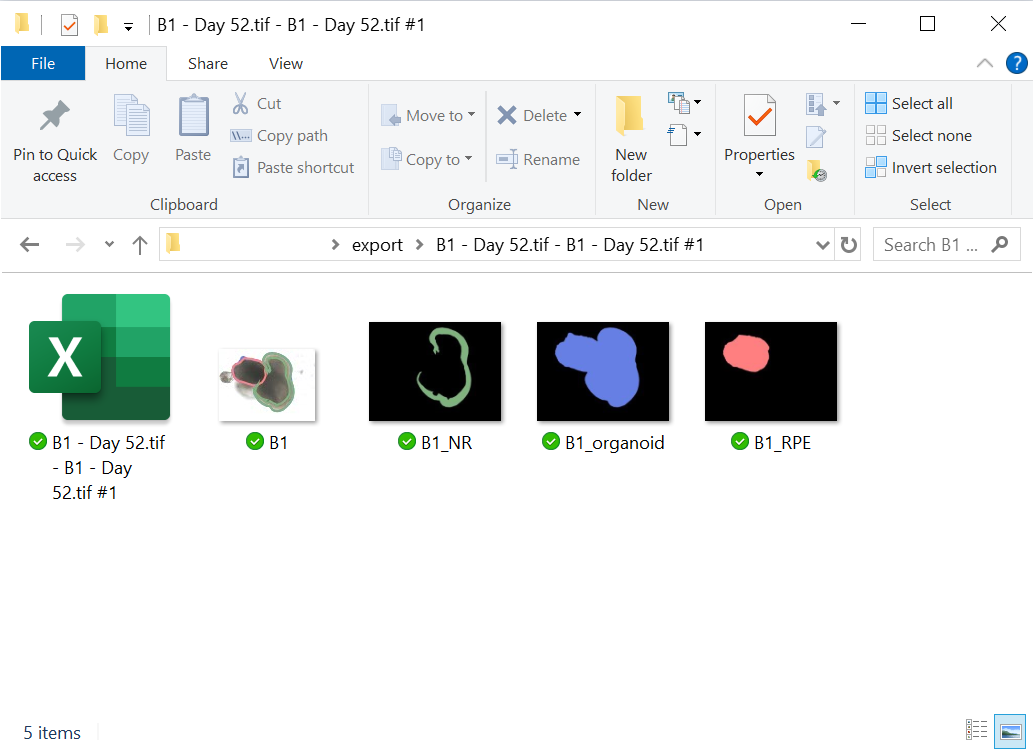 B1 - Day 52.tif - B1 - Day 52.tif #1
File Home Share View ?
Pin to Quick access
Copy
Paste
Cut
Copy path
Paste shortcut
Clipboard
Move to
Copy to
Delete
Rename
Organize
New folder
New
Properties
Open
Select all
Select none
Invert selection
Select
export B1 - Day 52.tif - B1 - Day 52.tif #1
Search B1 ...
X
B1 - Day 52.tif
- B1 - Day
52.tif #1
B1
B1_NR
B1_organoid
B1_RPE
5 items